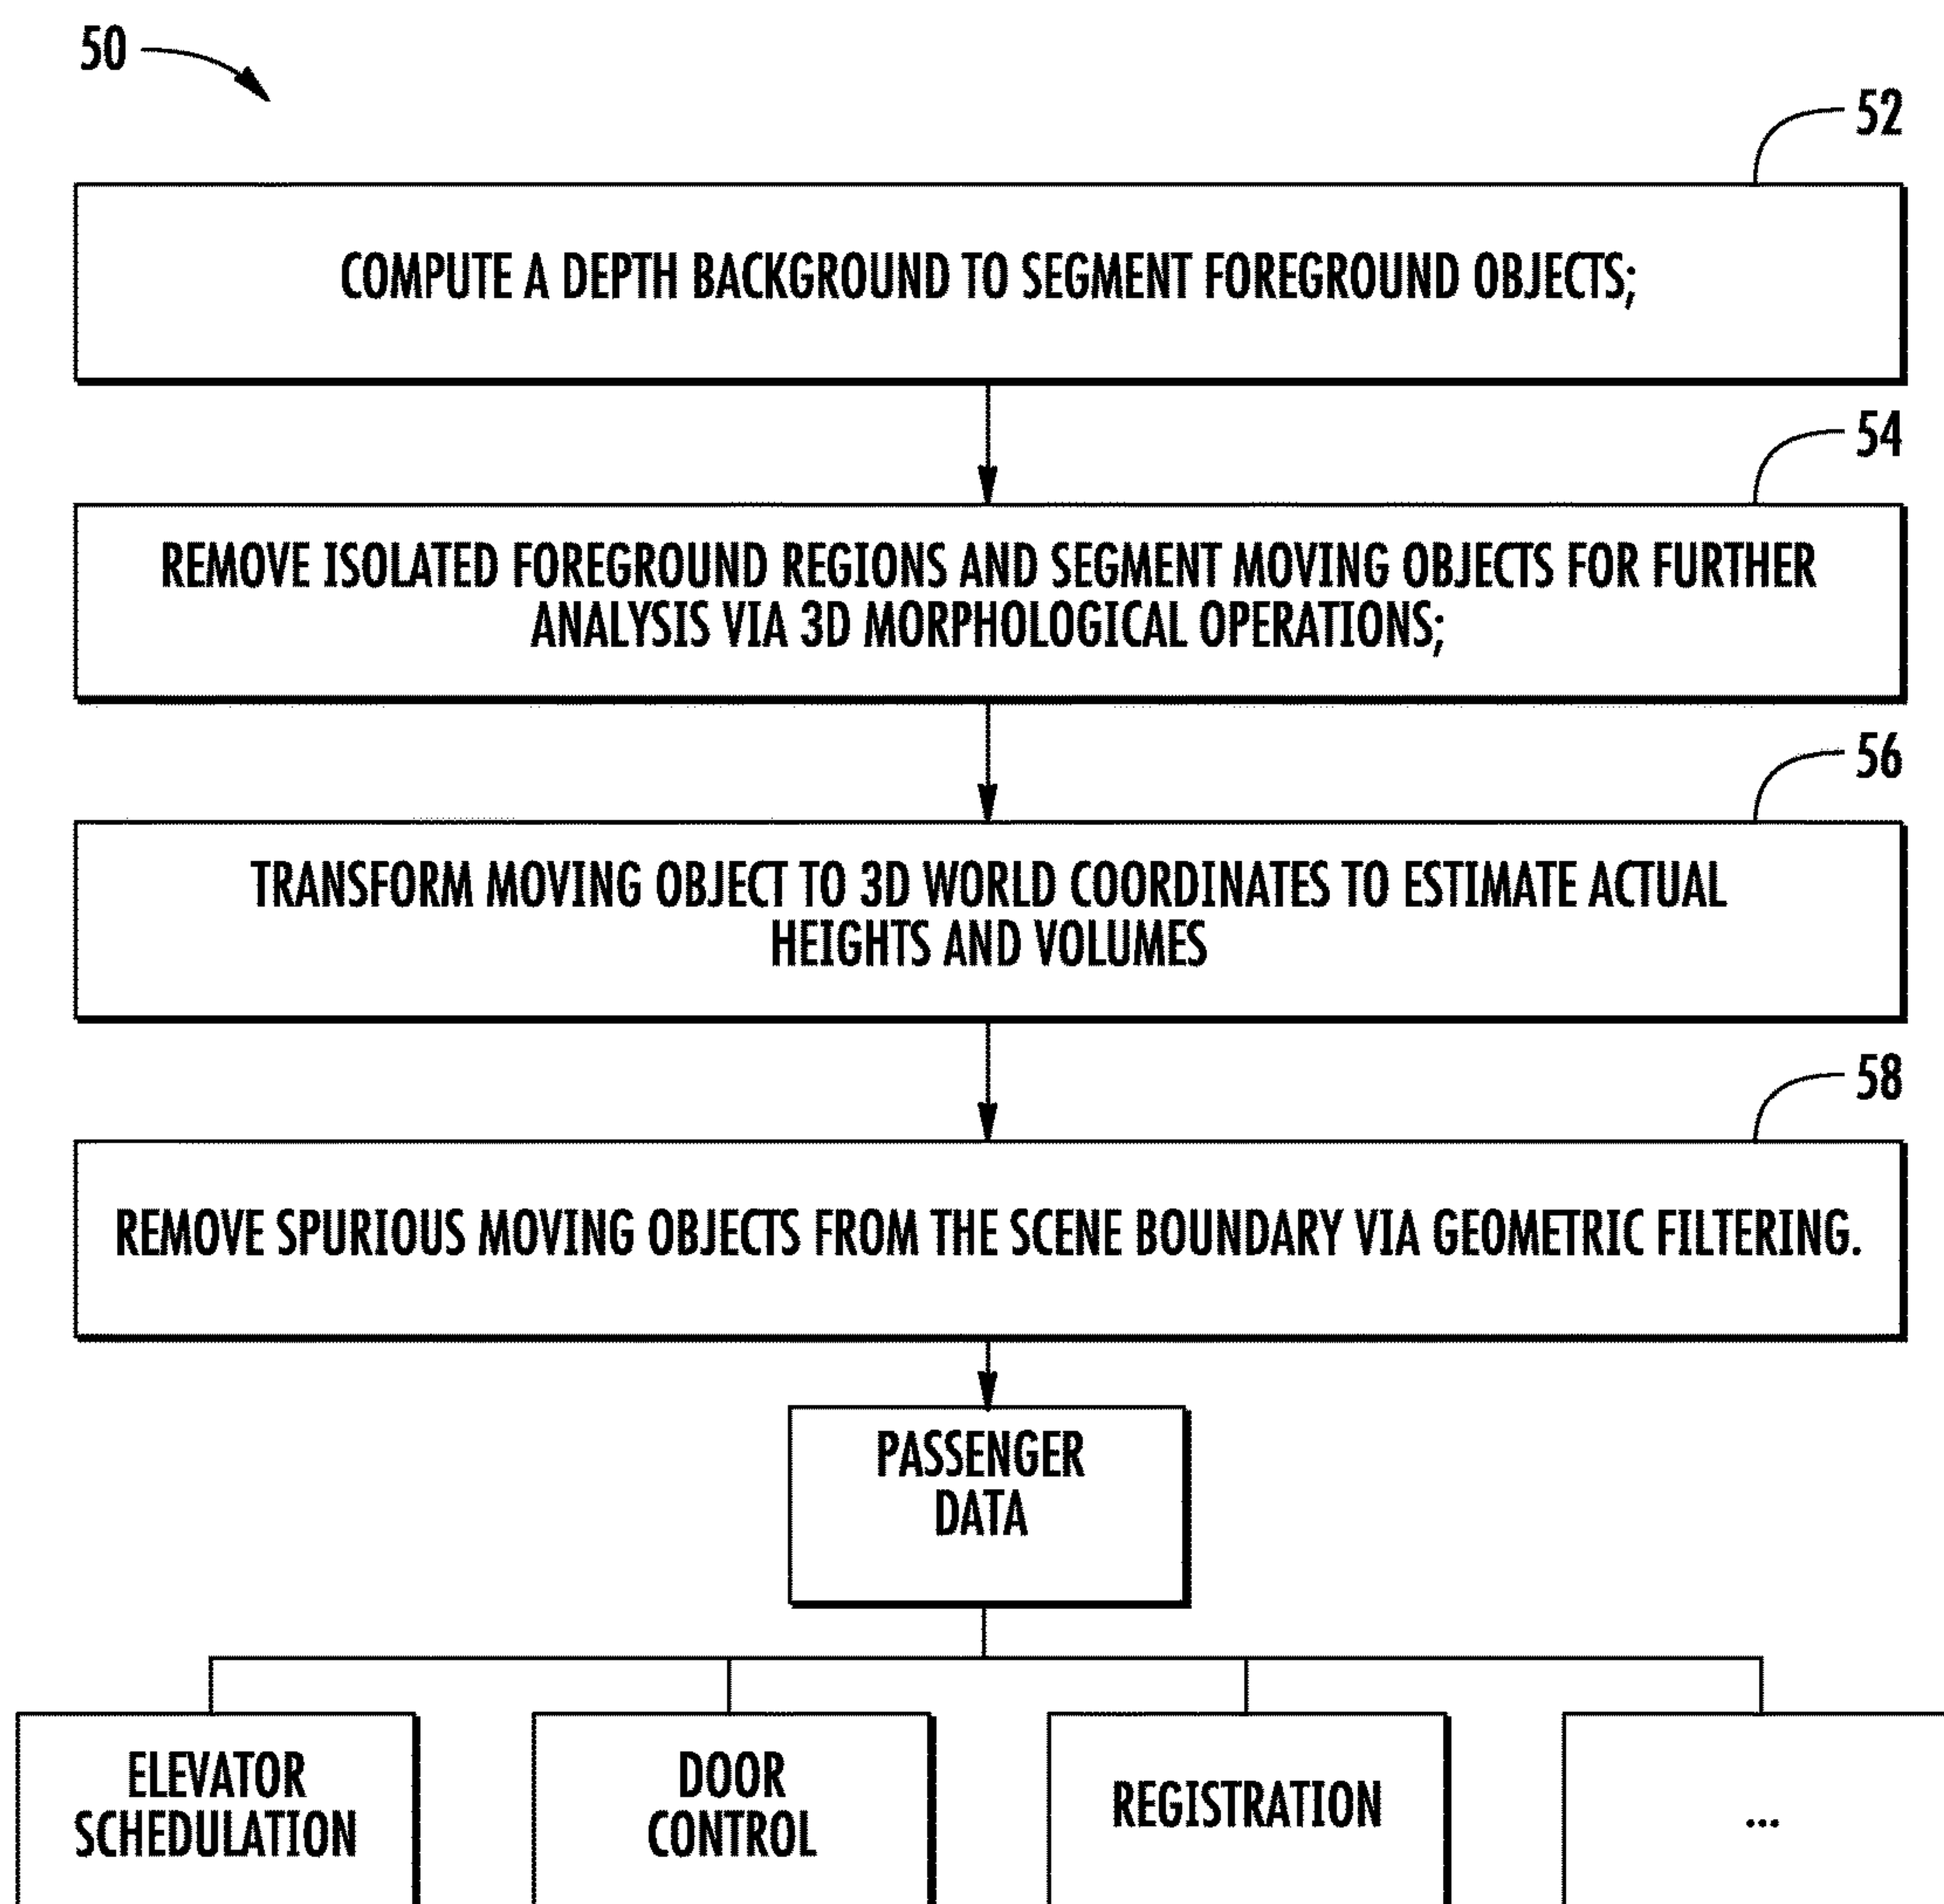 50
52
COMPUTE A DEPTH BACKGROUND TO SEGMENT FOREGROUND OBJECTS;
54
REMOVE ISOLATED FOREGROUND REGIONS AND SEGMENT MOVING OBJECTS FOR FURTHER
ANALYSIS VIA 3D MORPHOLOGICAL OPERATIONS;
56
TRANSFORM MOVING OBJECT TO 3D WORLD COORDINATES TO ESTIMATE ACTUAL
HEIGHTS AND VOLUMES
58
REMOVE SPURIOUS MOVING OBJECTS FROM THE SCENE BOUNDARY VIA GEOMETRIC FILTERING.
PASSENGER
DATA
ELEVATOR
SCHEDULATION
DOOR
CONTROL
REGISTRATION
...